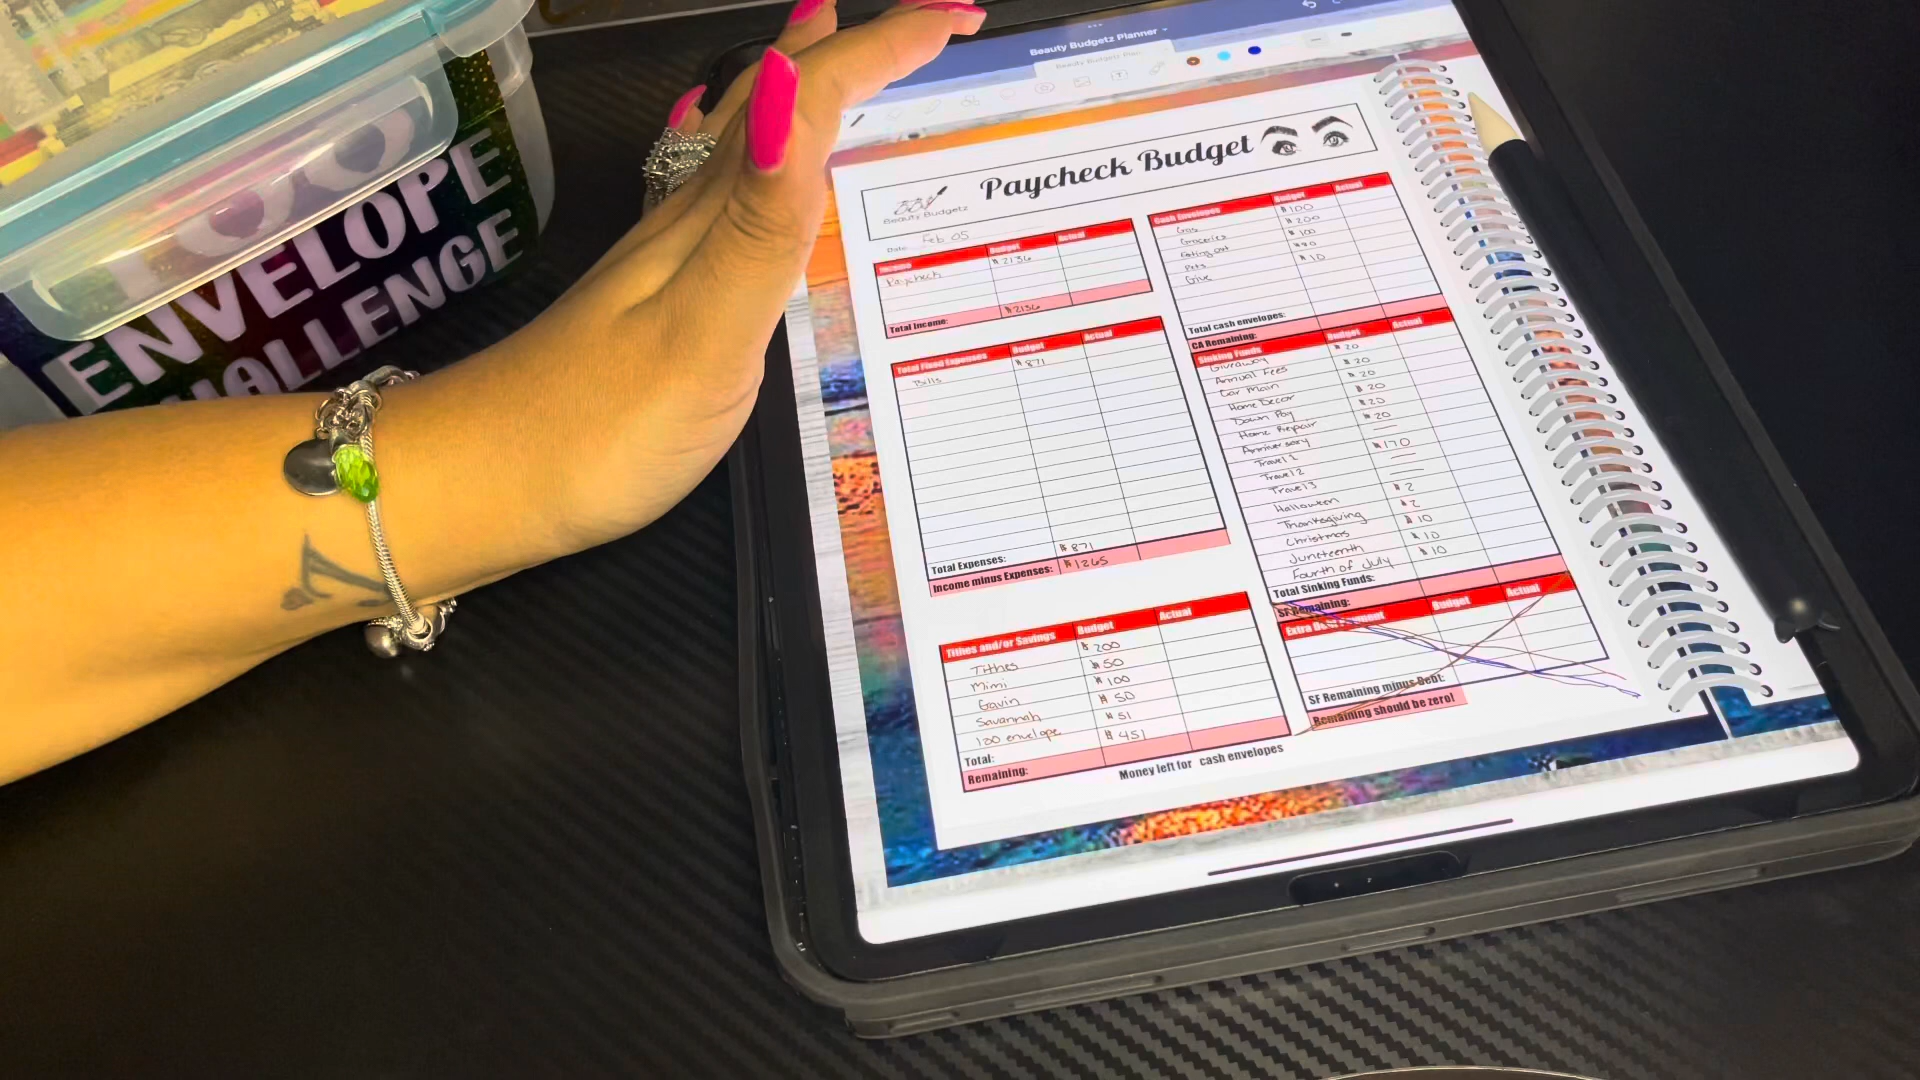 ENVELOPE
CHALLENGE
Beauty Budgetz Planner
Paycheck Budget
Beauty Budgetz
Date: Feb 05
Income Budget Actual
Paycheck $2136
Total Income: $2136
Total Fixed Expenses Budget Actual
Bills $871
Total Expenses: $871
Income minus Expenses: $1265
Tithes and/or Savings Budget Actual
Tithes $200
Mimi $50
Gavin $100
Savannah $50
100 envelope $51
Total: $451
Remaining:
Money left for cash envelopes
Cash Envelopes Budget Actual
Gas $100
Groceries $200
Eating out $100
Pets
Give $10
Total cash envelopes:
CA Remaining:
Sinking Funds Budget Actual
Giveaway $20
Annual Fees $20
Car Main $20
Home Decor $20
Down Pay $20
Home Repair $20
Anniversary —
Travel 1 $170
Travel 2 —
Travel 3 —
Halloween $2
Thanksgiving $2
Christmas $10
Juneteenth $10
Fourth of July $10
Total Sinking Funds:
SF Remaining:
Extra Budget Actual
SF Remaining minus Debt:
Remaining should be zero!